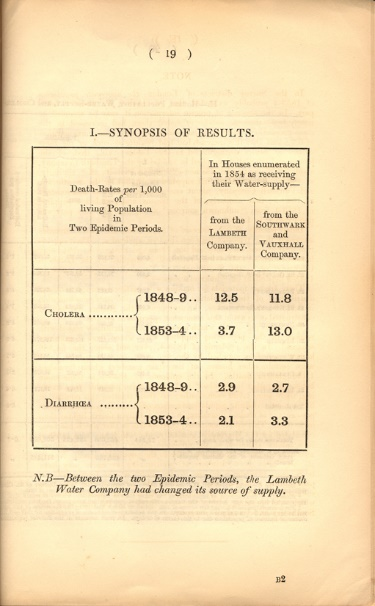 ( 19 )
I.—SYNOPSIS OF RESULTS.
Death-Rates per 1,000
of
living Population
in
Two Epidemic Periods.
In Houses enumerated
in 1854 as receiving
their Water-supply—
from the
LAMBETH
Company.
from the
SOUTHWARK
and
VAUXHALL
Company.
CHOLERA ............ 1848-9.. 12.5 11.8
1853-4.. 3.7 13.0
DIARRHŒA ......... 1848-9.. 2.9 2.7
1853-4.. 2.1 3.3
N.B—Between the two Epidemic Periods, the Lambeth
Water Company had changed its source of supply.
B2